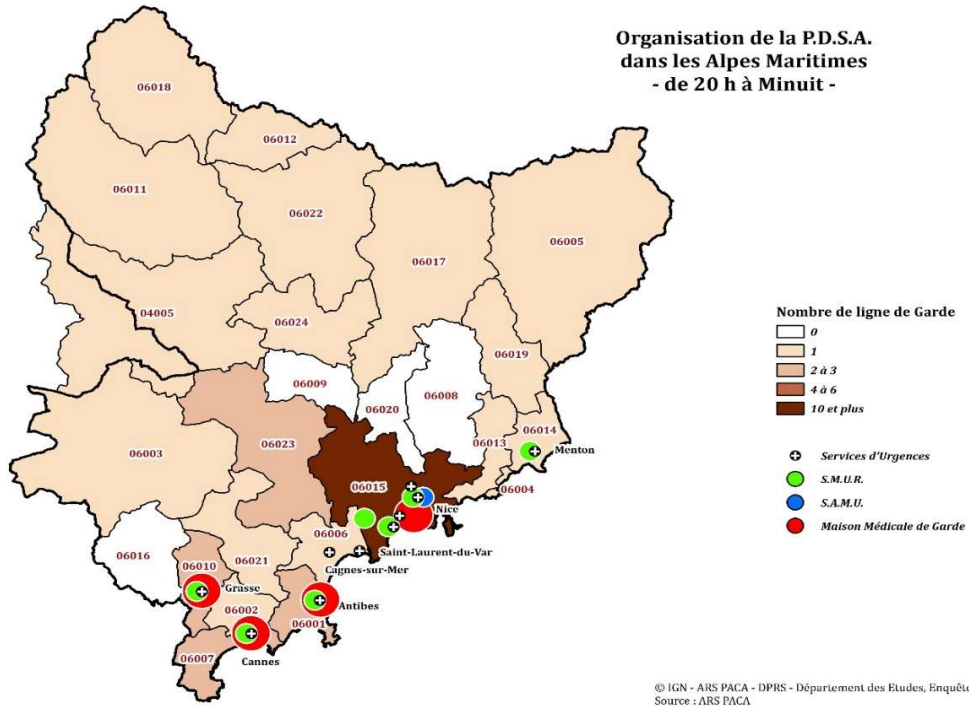 Organisation de la P.D.S.A.
dans les Alpes Maritimes
- de 20 h à Minuit -
06018
06012
06011
06022
06005
06017
04005
06024
06019
06009
06008
06020
06014
06003
06023
06013
Menton
06004
06015
Nice
06006
Saint-Laurent-du-Var
06016
06021
Cagnes-sur-Mer
06010
Grasse
Antibes
06002
06001
06007
Cannes
Nombre de ligne de Garde
0
1
2 à 3
4 à 6
10 et plus
Services d'Urgences
S.M.U.R.
S.A.M.U.
Maison Médicale de Garde
© IGN - ARS PACA - DPRS - Département des Etudes, Enquête
Source : ARS PACA